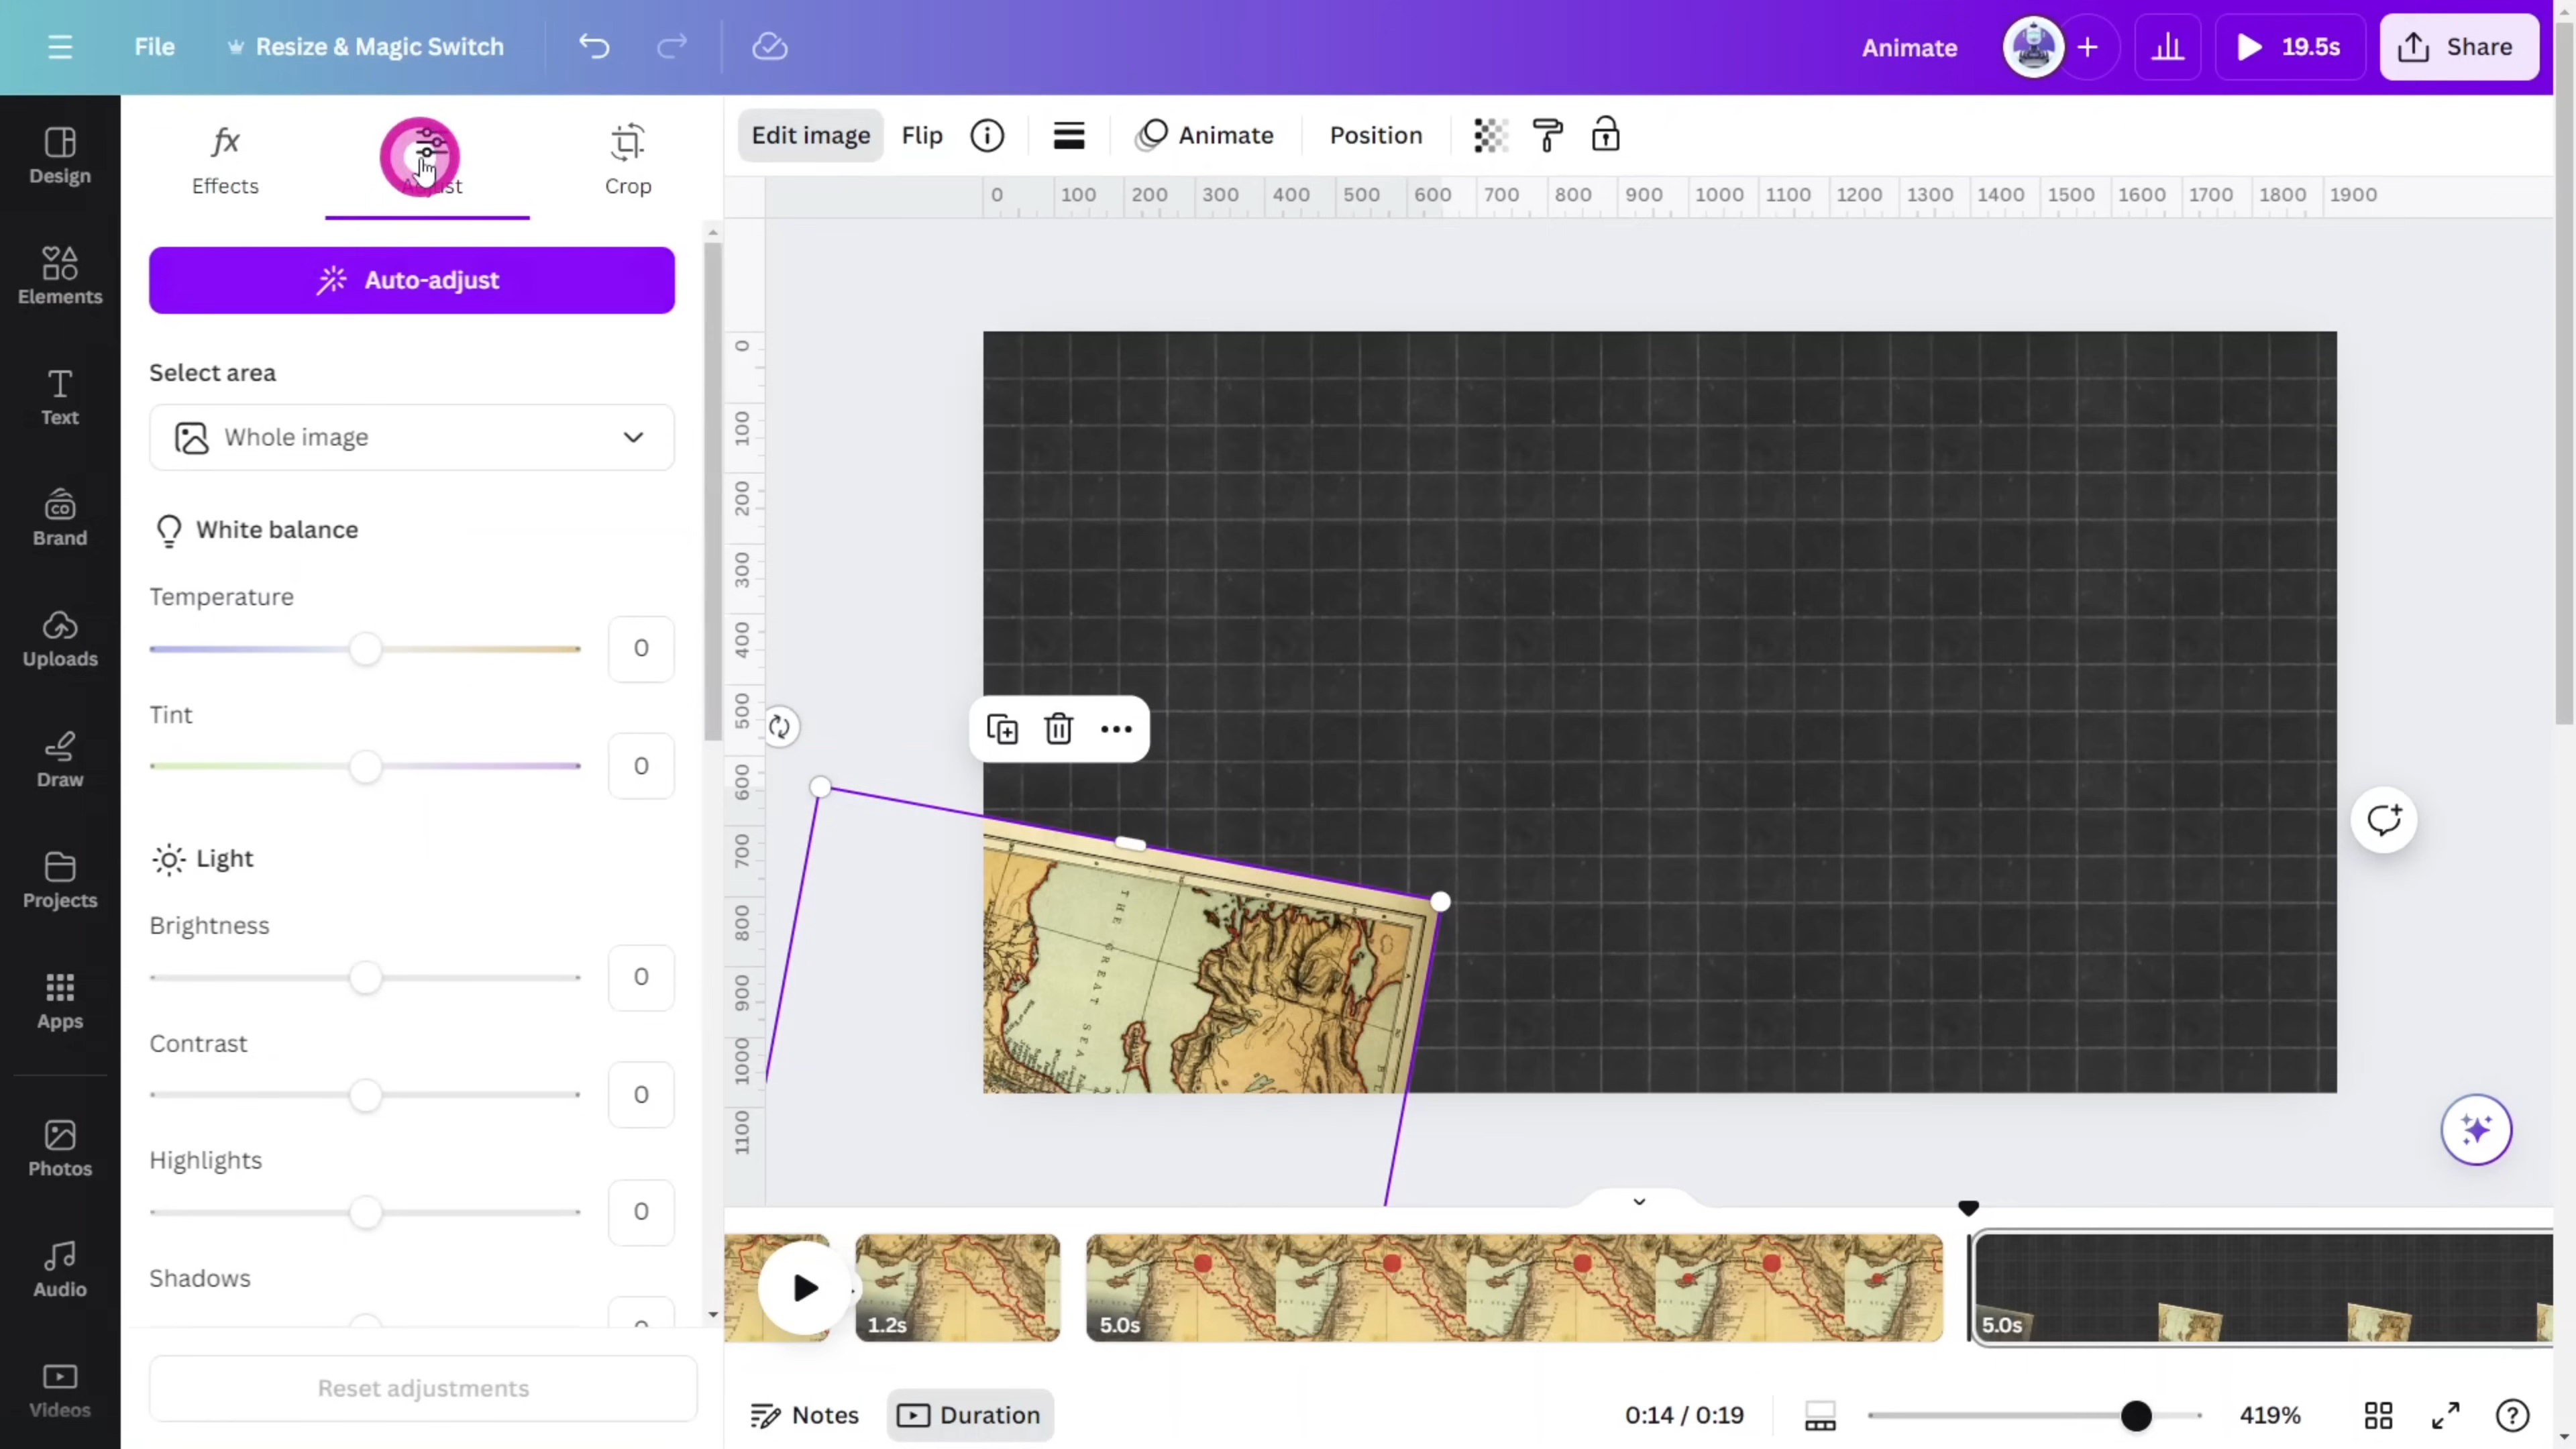 File
Resize & Magic Switch
Animate
19.5s
Share
Design
Elements
Text
Brand
Uploads
Draw
Projects
Apps
Photos
Audio
Videos
fx
Effects
Adjust
Crop
Auto-adjust
Select area
Whole image
White balance
Temperature
0
Tint
0
Light
Brightness
0
Contrast
0
Highlights
0
Shadows
Reset adjustments
Edit image
Flip
Animate
Position
0 100 200 300 400 500 600 700 800 900 1000 1100 1200 1300 1400 1500 1600 1700 1800 1900
0
100
200
300
400
500
600
700
800
900
1000
1100
THE GREAT SEA
1.2s
5.0s
5.0s
Notes
Duration
0:14 / 0:19
419%